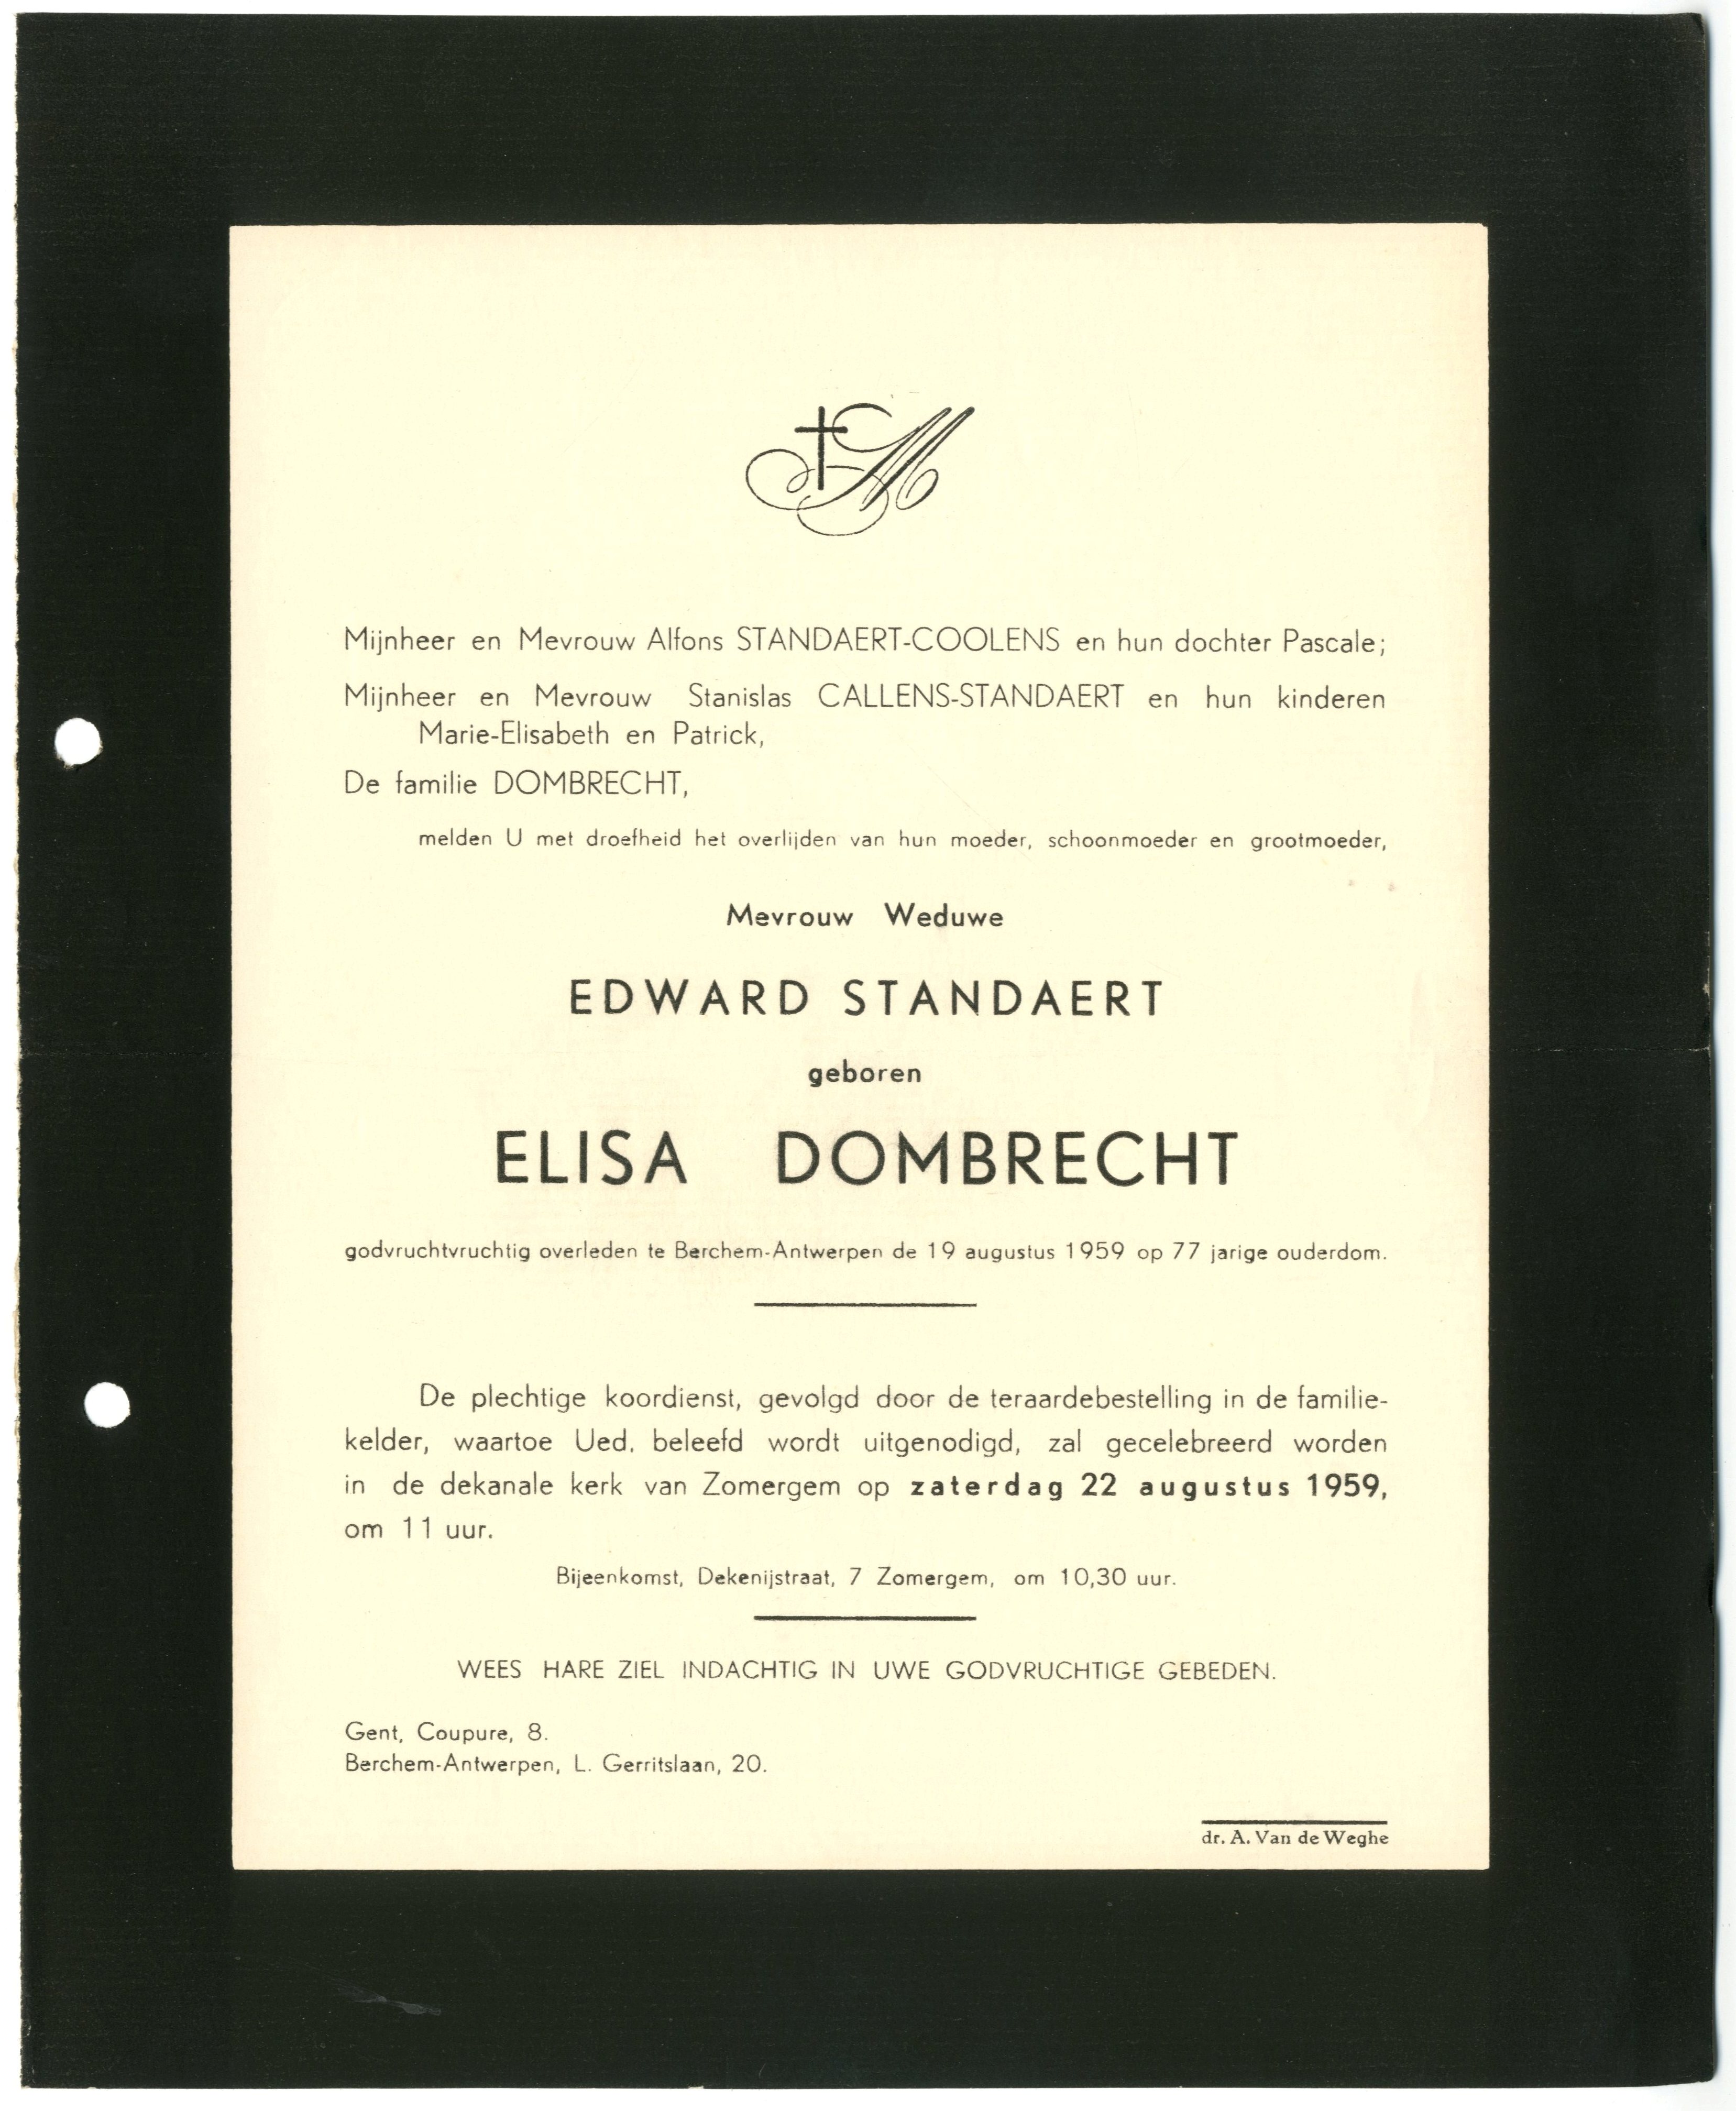 M
Mijnheer en Mevrouw Alfons STANDAERT-COOLENS en hun dochter Pascale;
Mijnheer en Mevrouw Stanislas CALLENS-STANDAERT en hun kinderen
Marie-Elisabeth en Patrick,
De familie DOMBRECHT,
melden U met droefheid het overlijden van hun moeder, schoonmoeder en grootmoeder,
Mevrouw Weduwe
EDWARD STANDAERT
geboren
ELISA DOMBRECHT
godvruchtvruchtig overleden te Berchem-Antwerpen de 19 augustus 1959 op 77 jarige ouderdom.
De plechtige koordienst, gevolgd door de teraardebestelling in de familie-
kelder, waartoe Ued. beleefd wordt uitgenodigd, zal gecelebreerd worden
in de dekanale kerk van Zomergem op zaterdag 22 augustus 1959,
om 11 uur.
Bijeenkomst, Dekenijstraat, 7 Zomergem, om 10,30 uur.
WEES HARE ZIEL INDACHTIG IN UWE GODVRUCHTIGE GEBEDEN.
Gent, Coupure, 8.
Berchem-Antwerpen, L. Gerritslaan, 20.
dr. A. Van de Weghe